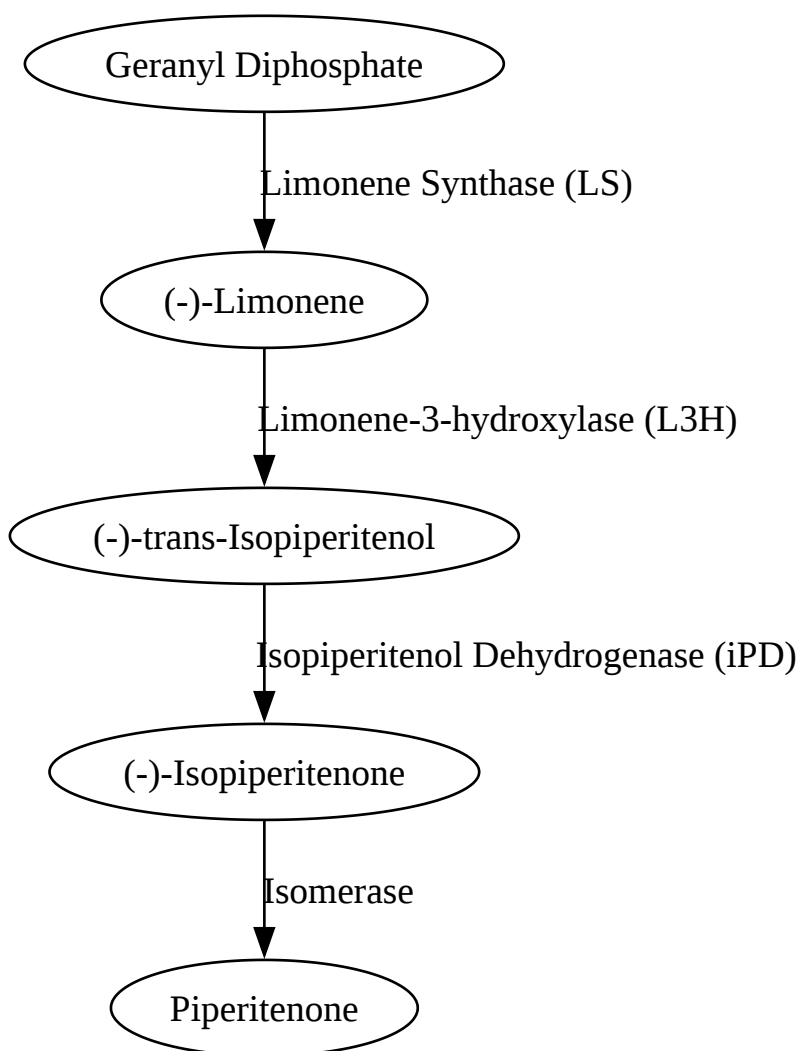 Geranyl Diphosphate
Limonene Synthase (LS)
(-)-Limonene
Limonene-3-hydroxylase (L3H)
(-)-trans-Isopiperitenol
Isopiperitenol Dehydrogenase (iPD)
(-)-Isopiperitenone
Isomerase
Piperitenone